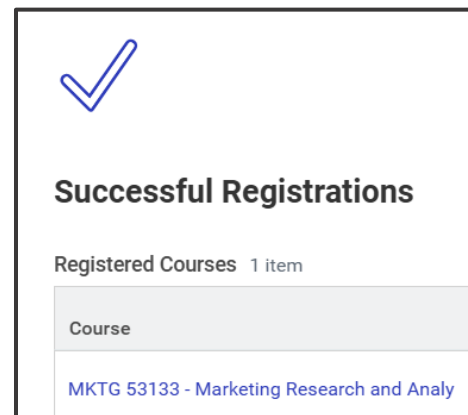 Successful Registrations
Registered Courses 1 item
Course
MKTG 53133 - Marketing Research and Analy